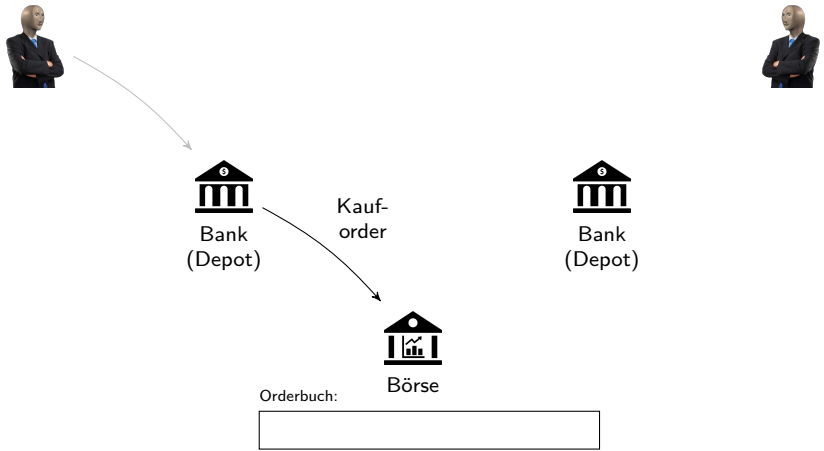 Kauf-
order
Bank
(Depot)
Bank
(Depot)
Börse
Orderbuch: